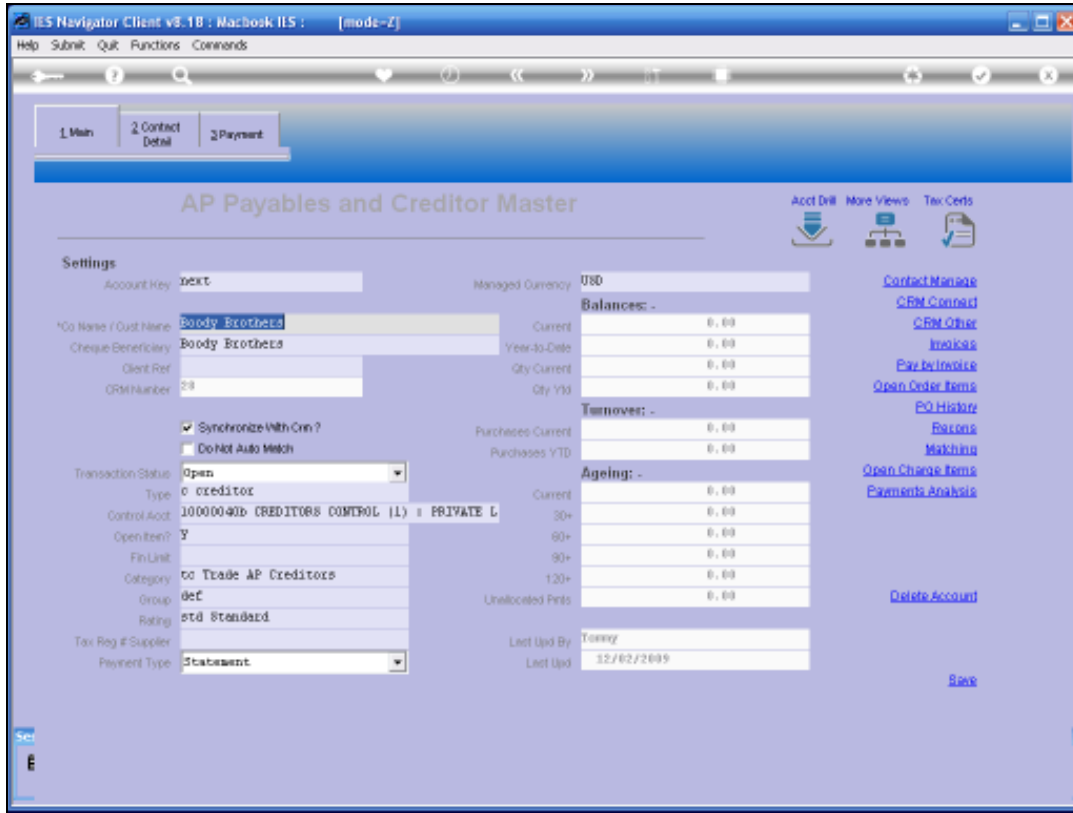 IES Navigator Client v8.18 : Macbook IES : [mode-Z]
Help Submit Quit Functions Commands
1 Main
2 Contact Detail
3 Payment
AP Payables and Creditor Master
Acct Drill More Views Tax Certs
Settings
Account Key next
Managed Currency USD
Contact Manage
Balances: -
CRM Connect
*Co Name / Cust Name Boody Brothers
Current 0.00
CRM Other
Cheque Beneficiary Boody Brothers
Year-to-Date 0.00
Invoices
Client Ref
Qty Current 0.00
Pay by Invoice
CRM Number 28
Qty Ytd 0.00
Open Order Items
Turnover: -
PO History
Synchronize With Crm ?
Purchases Current 0.00
Recons
Do Not Auto Match
Purchases YTD 0.00
Matching
Transaction Status Open
Ageing: -
Open Charge Items
Type c creditor
Current 0.00
Payments Analysis
Control Acct 10000040b CREDITORS CONTROL (1) : PRIVATE L
30+ 0.00
Open Item? y
60+ 0.00
Fin Limit
90+ 0.00
Category tc Trade AP Creditors
120+ 0.00
Group def
Unallocated Pmts 0.00
Delete Account
Rating std Standard
Tax Reg # Supplier
Last Upd By Tommy
Payment Type Statement
Last Upd 12/02/2009
Save
Ses